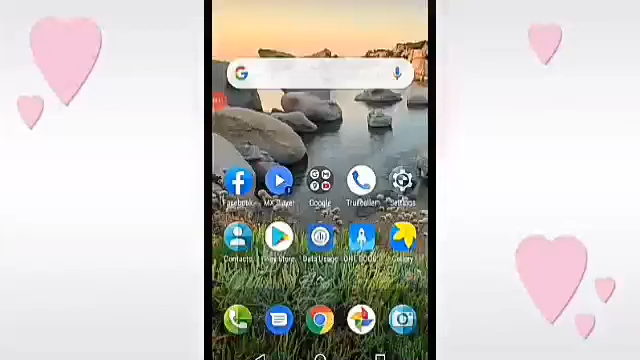 Facebook
MX Player
Google
Truecaller
Settings
Contacts
Play Store
Data Usage
Gallery